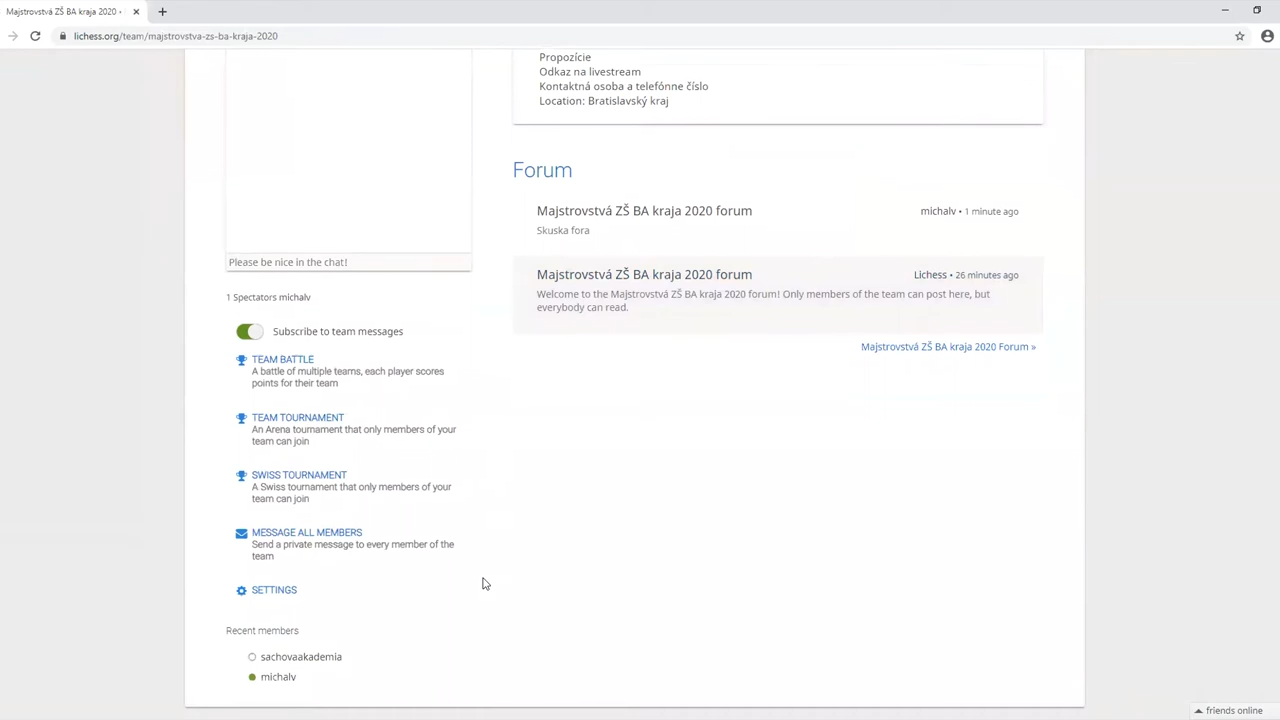 Majstrovstvá ZŠ BA kraja 2020 •
lichess.org/team/majstrovstva-zs-ba-kraja-2020
Propozície
Odkaz na livestream
Kontaktná osoba a telefónne číslo
Location: Bratislavský kraj
Please be nice in the chat!
1 Spectators michalv
Subscribe to team messages
TEAM BATTLE
A battle of multiple teams, each player scores
points for their team
TEAM TOURNAMENT
An Arena tournament that only members of your
team can join
SWISS TOURNAMENT
A Swiss tournament that only members of your
team can join
MESSAGE ALL MEMBERS
Send a private message to every member of the
team
SETTINGS
Recent members
sachovaakademia
michalv
Forum
Majstrovstvá ZŠ BA kraja 2020 forum
michalv • 1 minute ago
Skuska fora
Majstrovstvá ZŠ BA kraja 2020 forum
Lichess • 26 minutes ago
Welcome to the Majstrovstvá ZŠ BA kraja 2020 forum! Only members of the team can post here, but
everybody can read.
Majstrovstvá ZŠ BA kraja 2020 Forum »
friends online